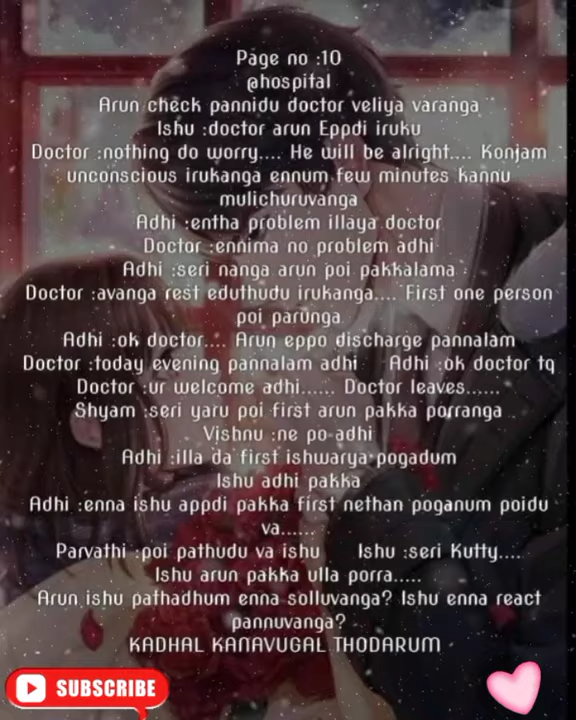 Page no :10
@hospital
Arun check pannidu doctor veliya varanga
Ishu :doctor arun Eppdi iruku
Doctor :nothing do worry.... He will be alright.... Konjam
unconscious irukanga ennum few minutes kannu
mulichuruvanga
Adhi :entha problem illaya doctor
Doctor :ennima no problem adhi
Adhi :seri nanga arun poi pakkalama
Doctor :avanga rest eduthudu irukanga.... First one person
poi parunga
Adhi :ok doctor.... Arun eppo discharge pannalam
Doctor :today evening pannalam adhi Adhi :ok doctor tq
Doctor :ur welcome adhi...... Doctor leaves......
Shyam :seri yaru poi first arun pakka porranga
Vishnu :ne po adhi
Adhi :illa da first ishwarya pogadum
Ishu adhi pakka
Adhi :enna ishu appdi pakka first nethan poganum poidu
va......
Parvathi :poi pathudu va ishu Ishu :seri Kutty....
Ishu arun pakka ulla porra.....
Arun ishu pathadhum enna solluvanga? Ishu enna react
pannuvanga?
KADHAL KANAVUGAL THODARUM
SUBSCRIBE